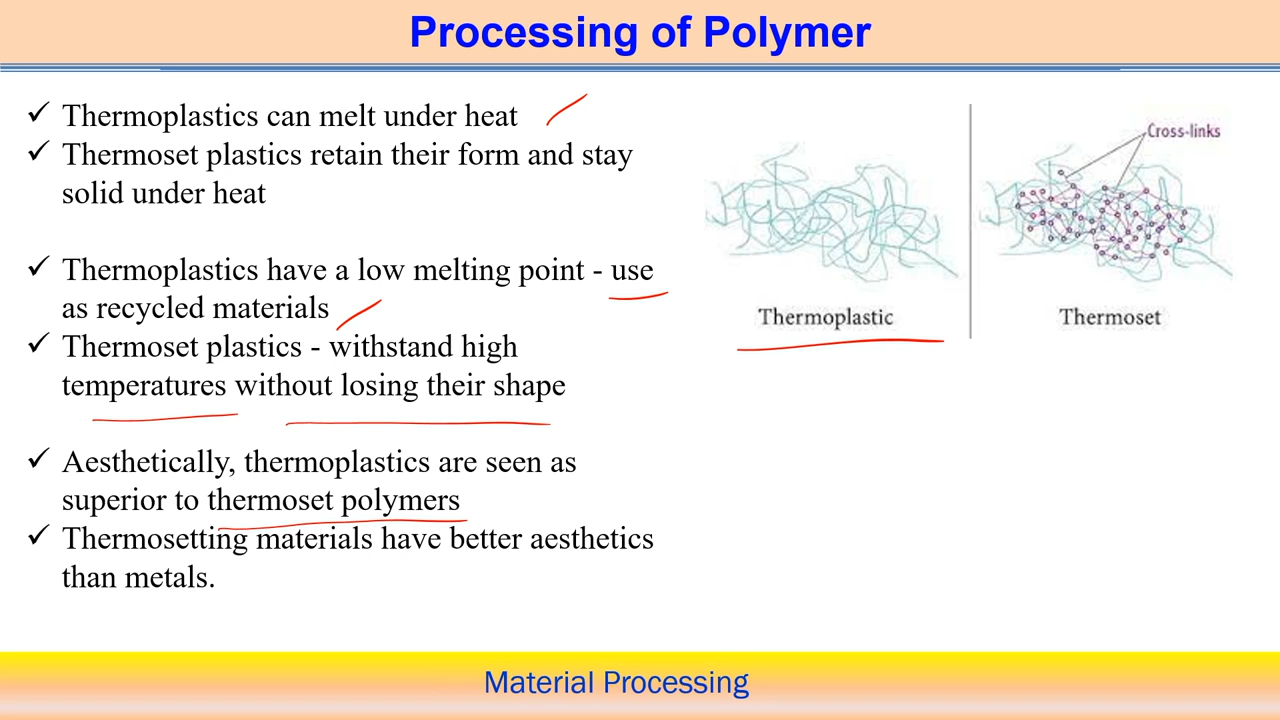 Processing of Polymer
✓ Thermoplastics can melt under heat
✓ Thermoset plastics retain their form and stay
solid under heat
✓ Thermoplastics have a low melting point - use
as recycled materials
✓ Thermoset plastics - withstand high
temperatures without losing their shape
✓ Aesthetically, thermoplastics are seen as
superior to thermoset polymers
✓ Thermosetting materials have better aesthetics
than metals.
Cross-links
Thermoplastic
Thermoset
Material Processing